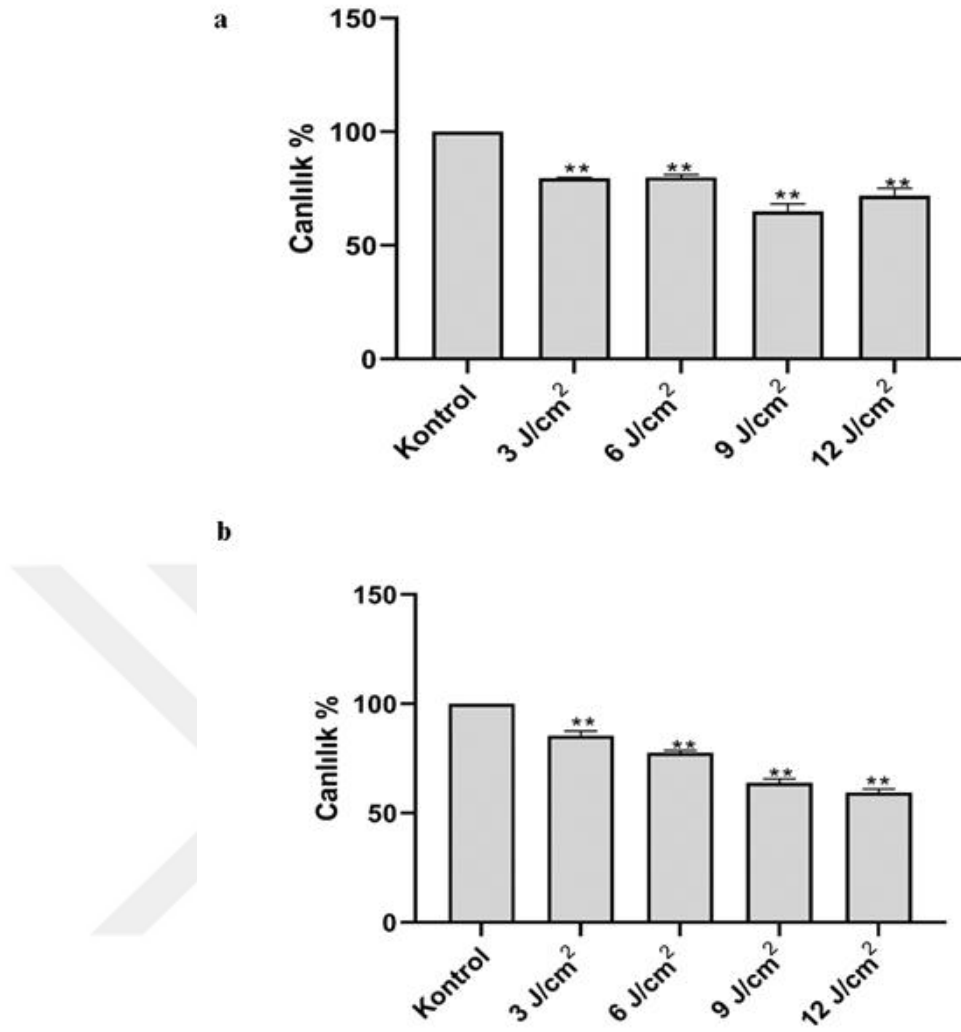 a
150
100
50
0
Canlılık %
**
**
**
**
Kontrol
3 J/cm²
6 J/cm²
9 J/cm²
12 J/cm²
b
150
100
50
0
Canlılık %
**
**
**
**
Kontrol
3 J/cm²
6 J/cm²
9 J/cm²
12 J/cm²